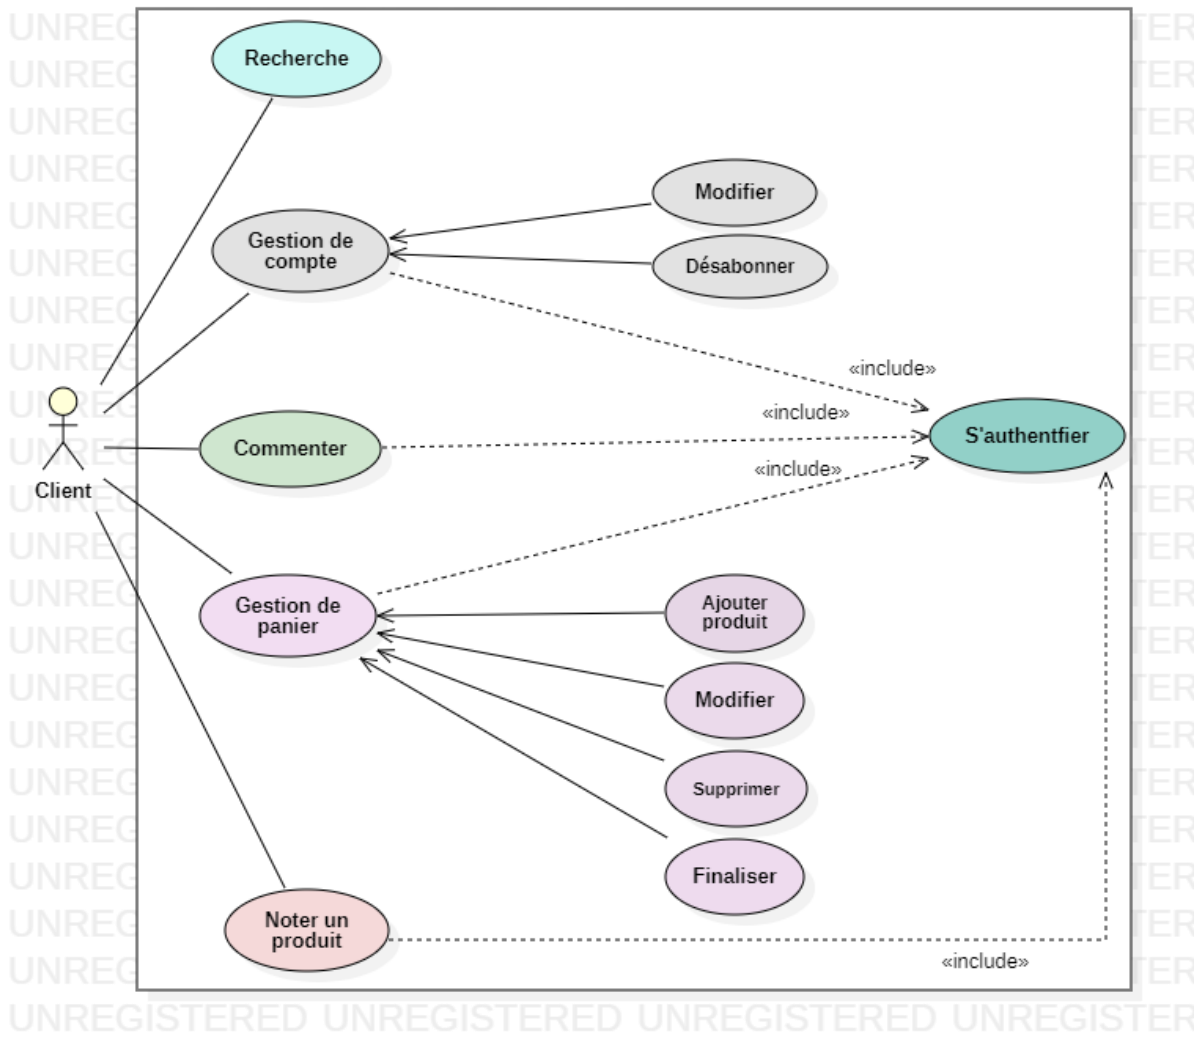 Recherche
Modifier
Gestion de
compte
Désabonner
«include»
«include»
Commenter
S'authentfier
«include»
Client
Gestion de
panier
Ajouter
produit
Modifier
Supprimer
Finaliser
Noter un
produit
«include»
UNREGISTERED UNREGISTERED UNREGISTERED UNREGISTER